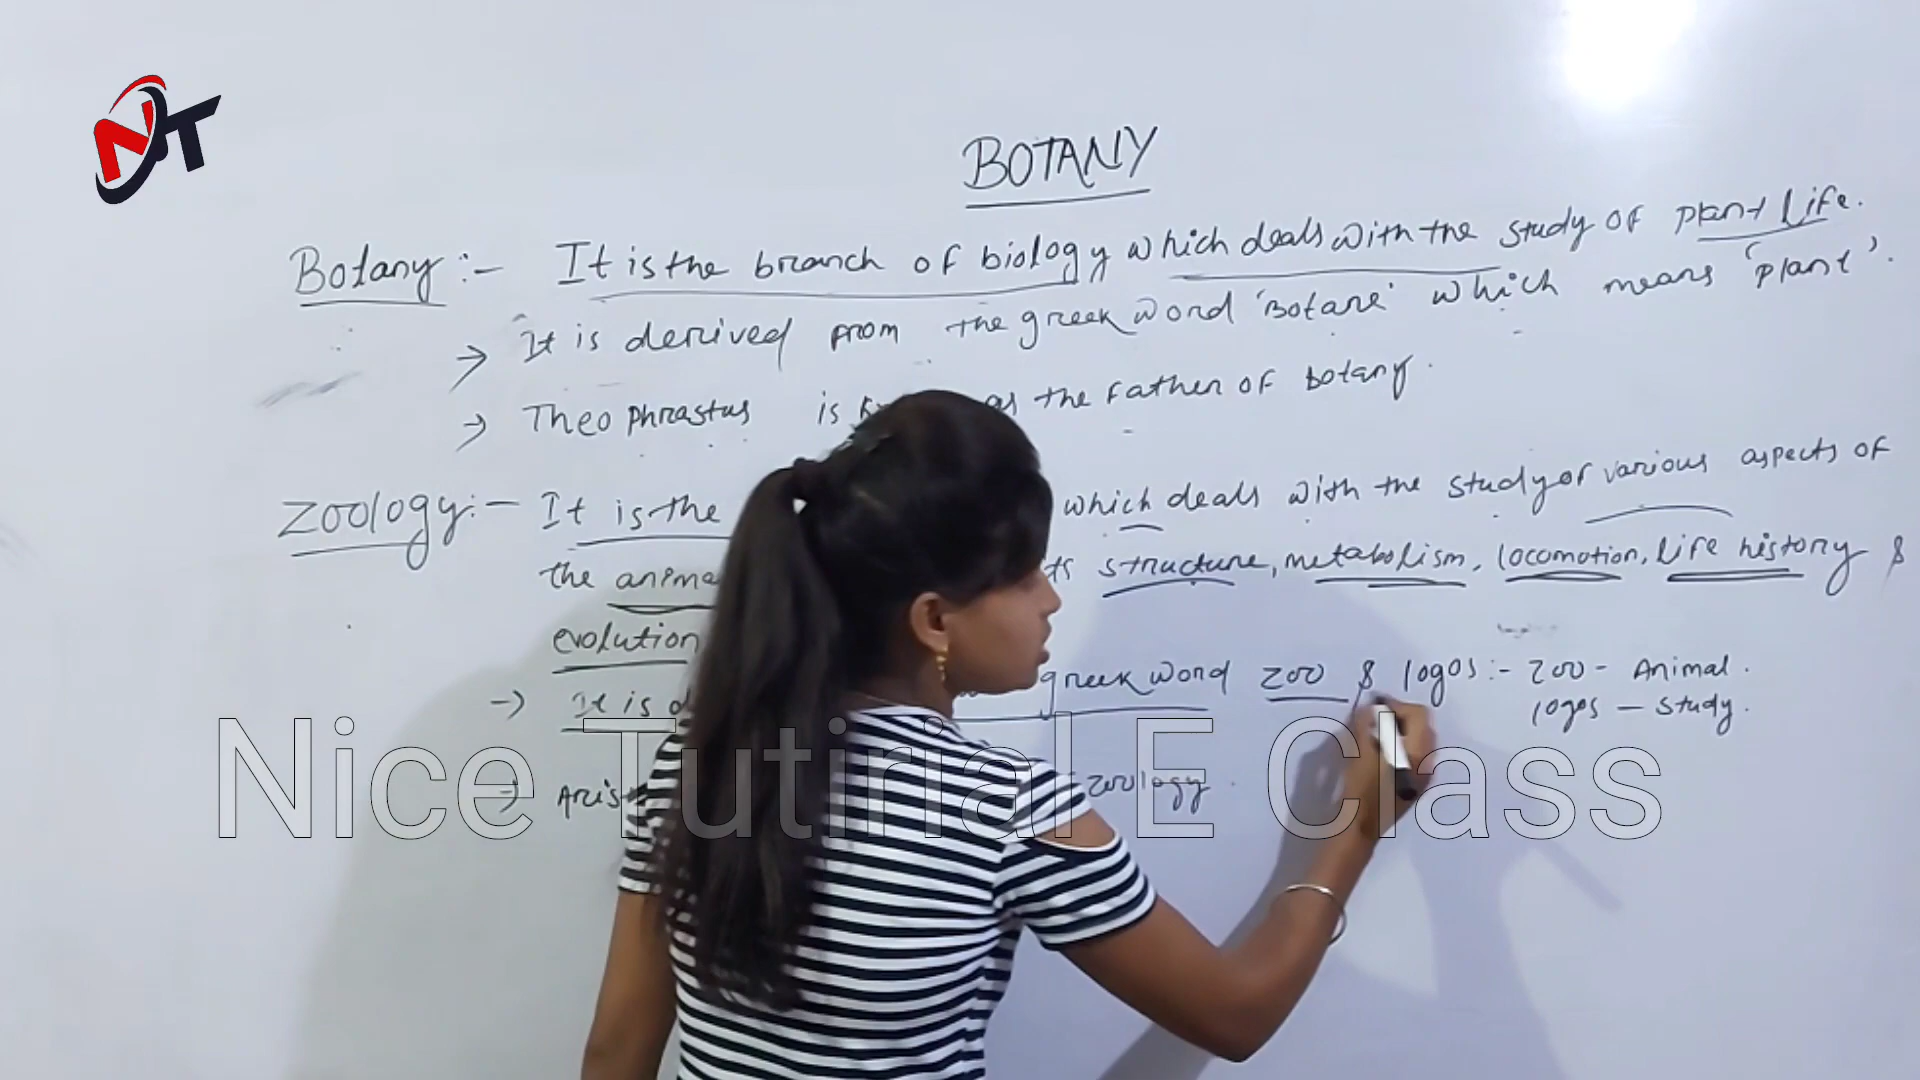 NT
BOTANY
Botany :- It is the branch of biology which deals with the study of plant life.
→ It is derived from the greek word 'Botane' which means 'plant'.
→ Theophrastus is as the father of botany.
Zoology :- It is the which deals with the study of various aspects of
the structure, metabolism, locomotion, life history &
evolution
→ It is greek word zoo & logos :- zoo - Animal.
logos - study.
→ zoology.
Nice Tutirial E Class